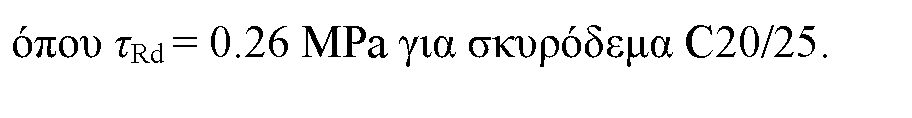 όπου τRd = 0.26 MPa για σκυρόδεμα C20/25.